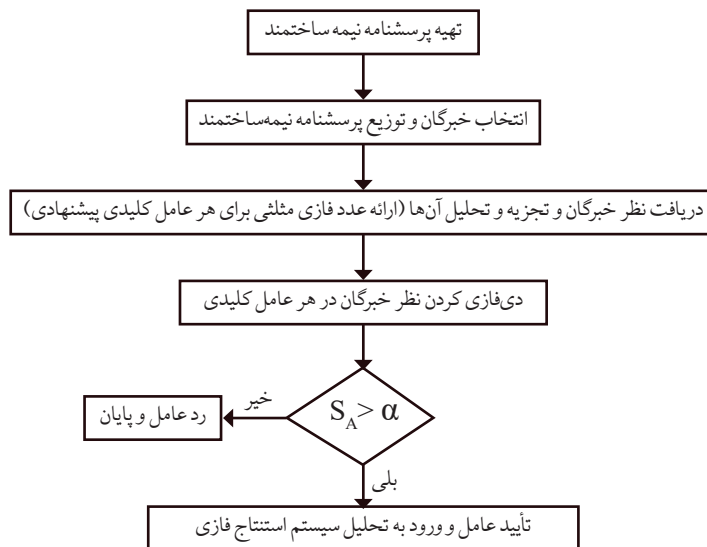 تهیه پرسشنامه نیمه ساختمند
انتخاب خبرگان و توزیع پرسشنامه نیمه‌ساختمند
دریافت نظر خبرگان و تجزیه و تحلیل آن‌ها (ارائه عدد فازی مثلثی برای هر عامل کلیدی پیشنهادی)
دی‌فازی کردن نظر خبرگان در هر عامل کلیدی
S_A > α
خیر
رد عامل و پایان
بلی
تأیید عامل و ورود به تحلیل سیستم استنتاج فازی